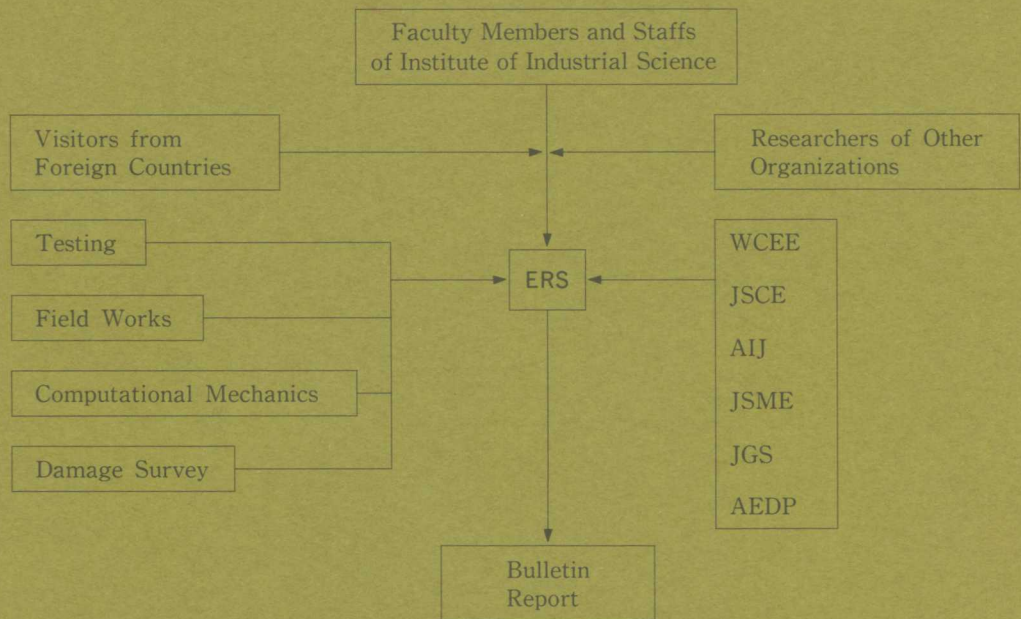 Faculty Members and Staffs
of Institute of Industrial Science
Visitors from
Foreign Countries
Researchers of Other
Organizations
Testing
Field Works
Computational Mechanics
Damage Survey
ERS
WCEE
JSCE
AIJ
JSME
JGS
AEDP
Bulletin
Report